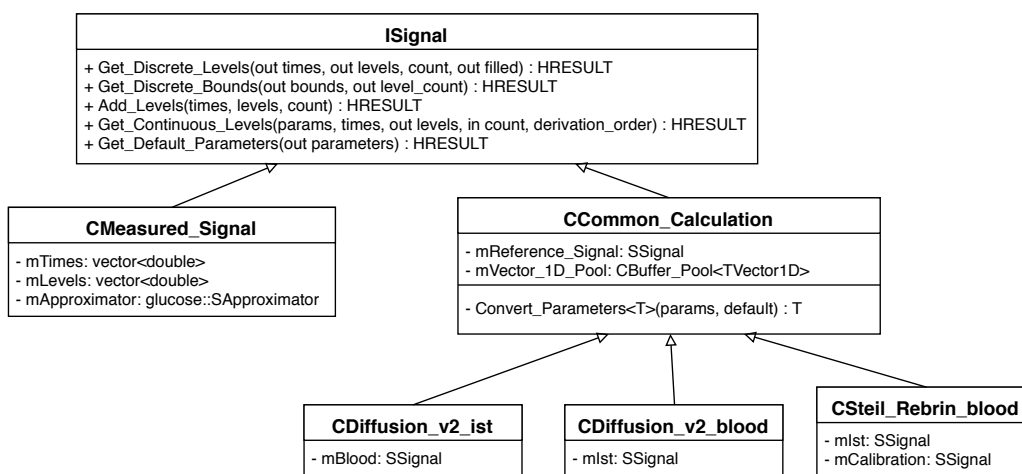 ISignal
+ Get_Discrete_Levels(out times, out levels, count, out filled) : HRESULT
+ Get_Discrete_Bounds(out bounds, out level_count) : HRESULT
+ Add_Levels(times, levels, count) : HRESULT
+ Get_Continuous_Levels(params, times, out levels, in count, derivation_order) : HRESULT
+ Get_Default_Parameters(out parameters) : HRESULT
CMeasured_Signal
- mTimes: vector<double>
- mLevels: vector<double>
- mApproximator: glucose::SApproximator
CCommon_Calculation
- mReference_Signal: SSignal
- mVector_1D_Pool: CBuffer_Pool<TVector1D>
- Convert_Parameters<T>(params, default) : T
CDiffusion_v2_ist
- mBlood: SSignal
CDiffusion_v2_blood
- mIst: SSignal
CSteil_Rebrin_blood
- mIst: SSignal
- mCalibration: SSignal